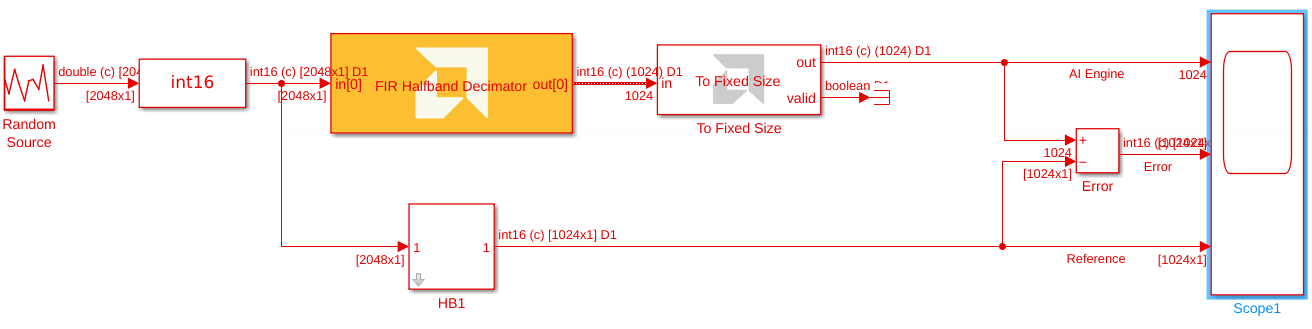 double (c) [204
[2048x1]
Random
Source
int16
int16 (c) [2048x1] D1
[2048x1]
in[0]
FIR Halfband Decimator
out[0]
int16 (c) (1024) D1
1024
in
To Fixed Size
out
valid
To Fixed Size
int16 (c) (1024) D1
boolean D1
AI Engine
1024
1024
[1024x1]
+
−
Error
int16 (c)
Error
[2048x1]
1
1
HB1
int16 (c) [1024x1] D1
Reference
[1024x1]
Scope1